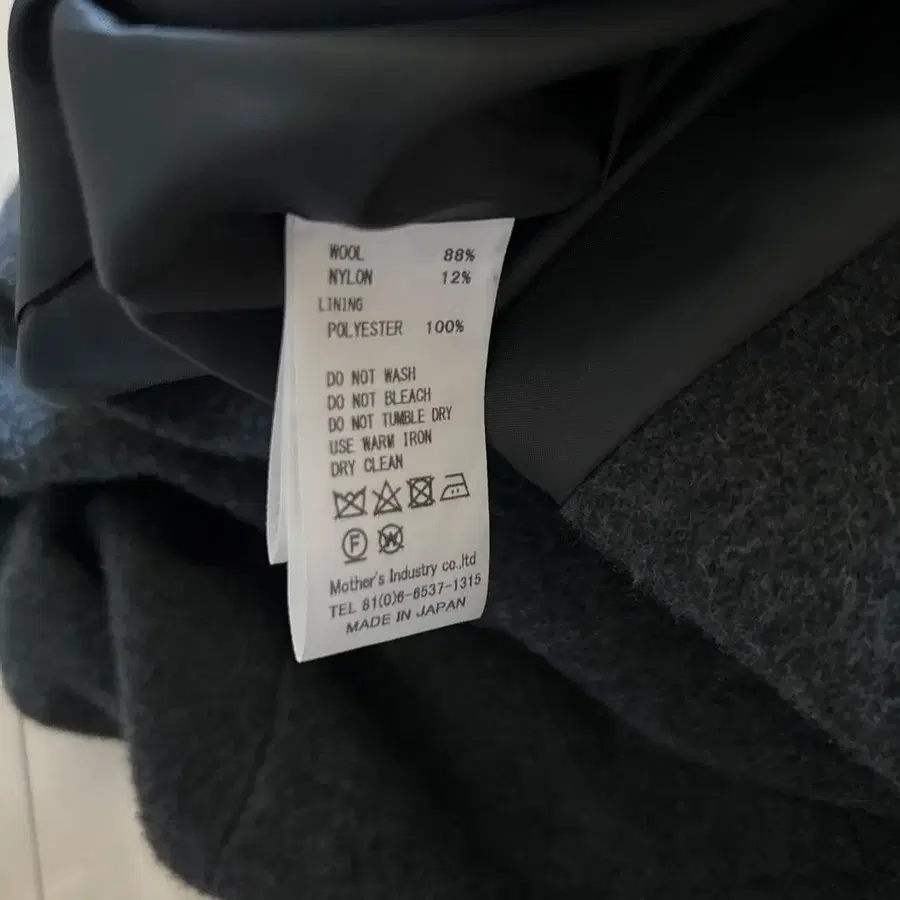 WOOL 88%
NYLON 12%
LINING
POLYESTER 100%
DO NOT WASH
DO NOT BLEACH
DO NOT TUMBLE DRY
USE WARM IRON
DRY CLEAN
F W
Mother's Industry co.,ltd
TEL 81(0)6-6537-1315
MADE IN JAPAN